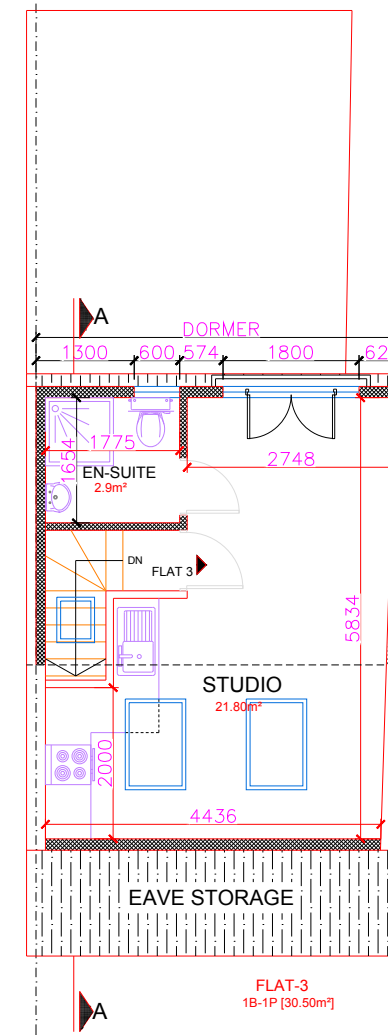 A
DORMER
1300 600 574 1800 62
1775
1654
EN-SUITE
2.9m²
2748
DN
FLAT 3
5834
STUDIO
21.80m²
2000
4436
EAVE STORAGE
FLAT-3
1B-1P [30.50m²]
A